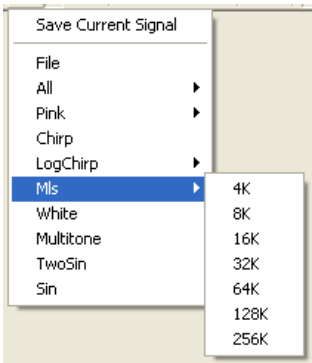 Save Current Signal
File
All
Pink
Chirp
LogChirp
Mls
White
Multitone
TwoSin
Sin
4K
8K
16K
32K
64K
128K
256K